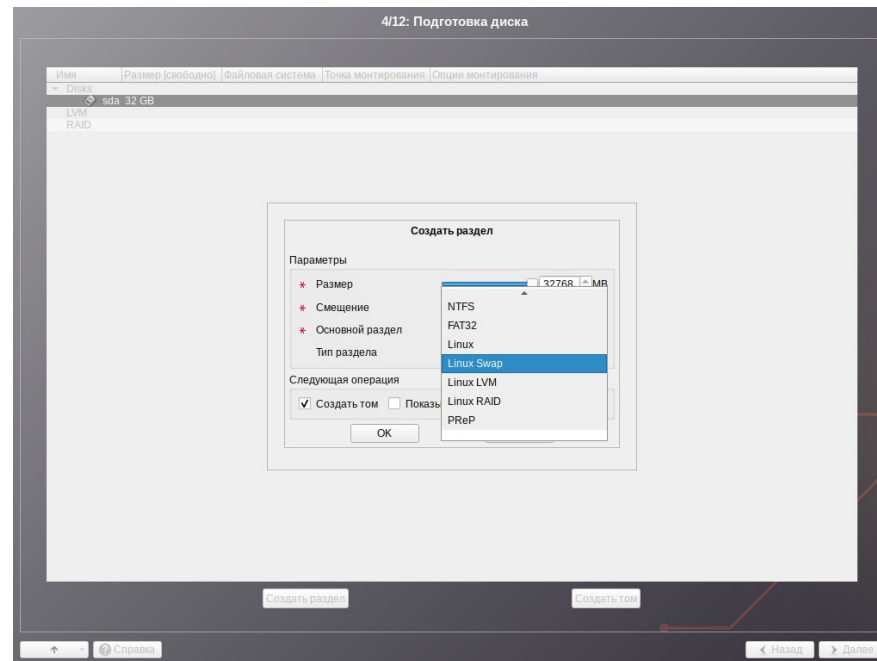 4/12: Подготовка диска
Имя Размер [свободно] Файловая система Точка монтирования Опции монтирования
Disks
sda 32 GB
LVM
RAID
Создать раздел
Параметры
* Размер 32768 MB
* Смещение
* Основной раздел
Тип раздела
NTFS
FAT32
Linux
Linux Swap
Linux LVM
Linux RAID
PReP
Следующая операция
Создать том
OK
Создать раздел Создать том
Справка Назад Далее